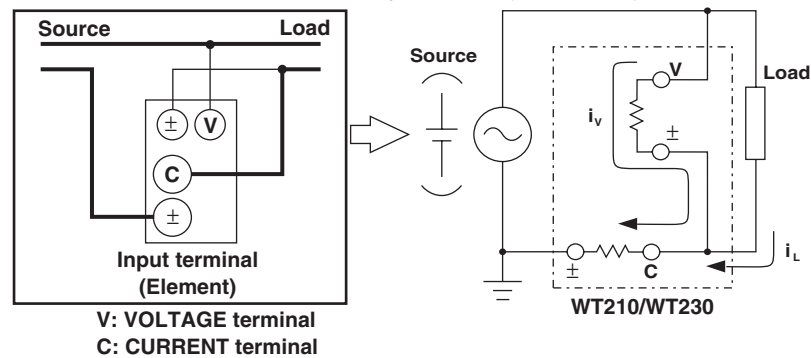 Source Load
± V
C
±
Input terminal
(Element)
V: VOLTAGE terminal
C: CURRENT terminal
Source
V
Load
iV
±
± C
iL
WT210/WT230